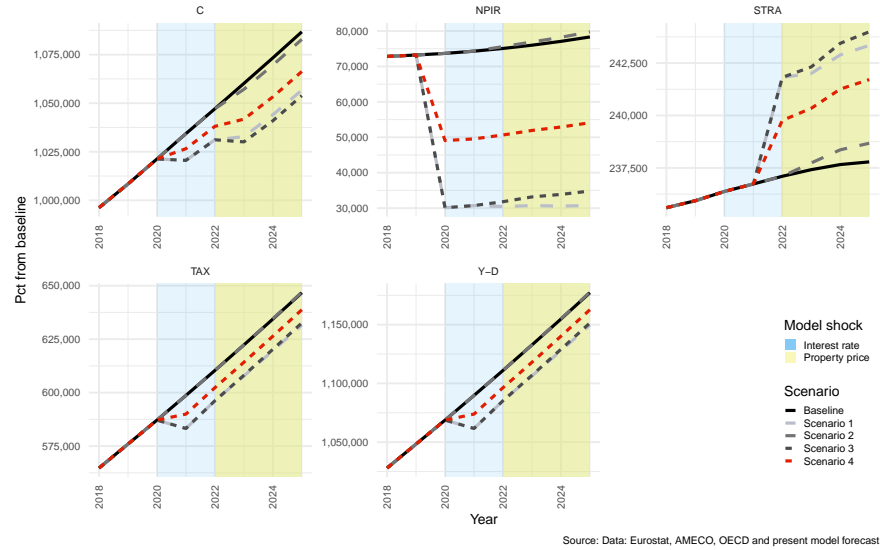 C
NPIR
STRA
1,075,000
1,050,000
1,025,000
1,000,000
2018
2020
2022
2024
80,000
70,000
60,000
50,000
40,000
30,000
2018
2020
2022
2024
242,500
240,000
237,500
2018
2020
2022
2024
Pct from baseline
TAX
Y−D
650,000
625,000
600,000
575,000
2018
2020
2022
2024
1,150,000
1,100,000
1,050,000
2018
2020
2022
2024
Year
Model shock
Interest rate
Property price
Scenario
Baseline
Scenario 1
Scenario 2
Scenario 3
Scenario 4
Source: Data: Eurostat, AMECO, OECD and present model forecast